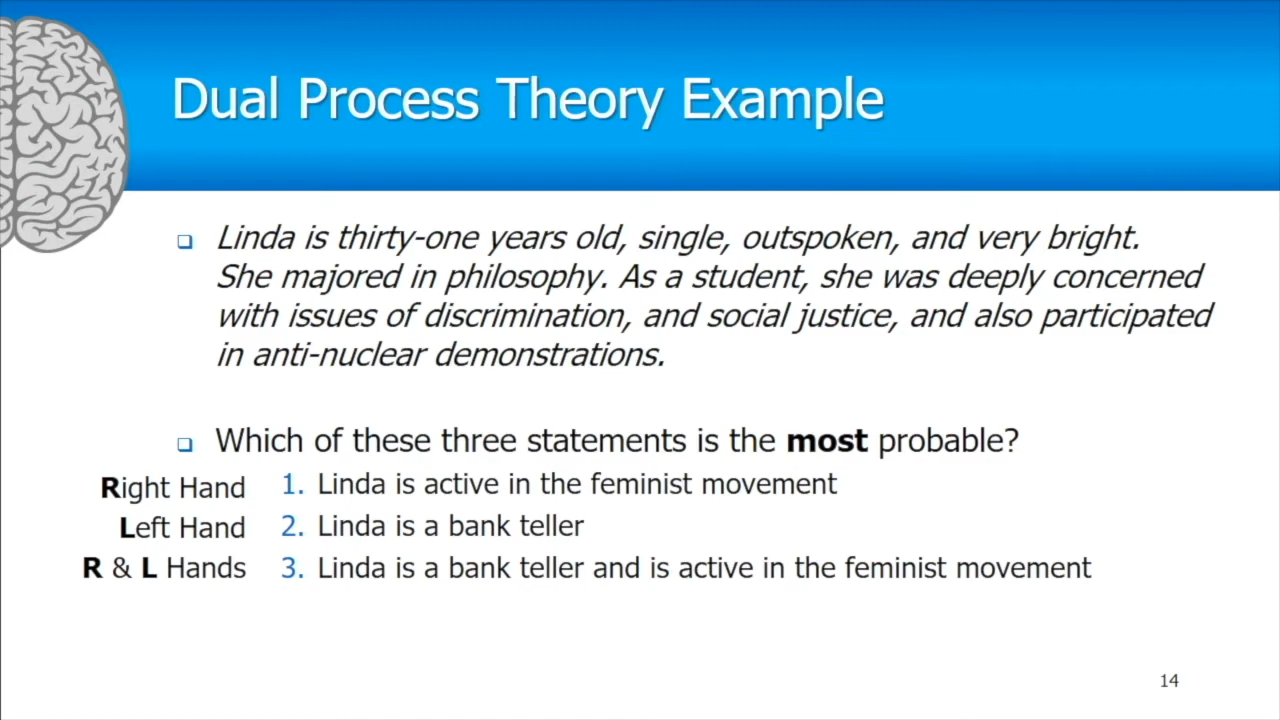 Dual Process Theory Example
Linda is thirty-one years old, single, outspoken, and very bright.
She majored in philosophy. As a student, she was deeply concerned
with issues of discrimination, and social justice, and also participated
in anti-nuclear demonstrations.
Which of these three statements is the most probable?
Right Hand 1. Linda is active in the feminist movement
Left Hand 2. Linda is a bank teller
R & L Hands 3. Linda is a bank teller and is active in the feminist movement
14